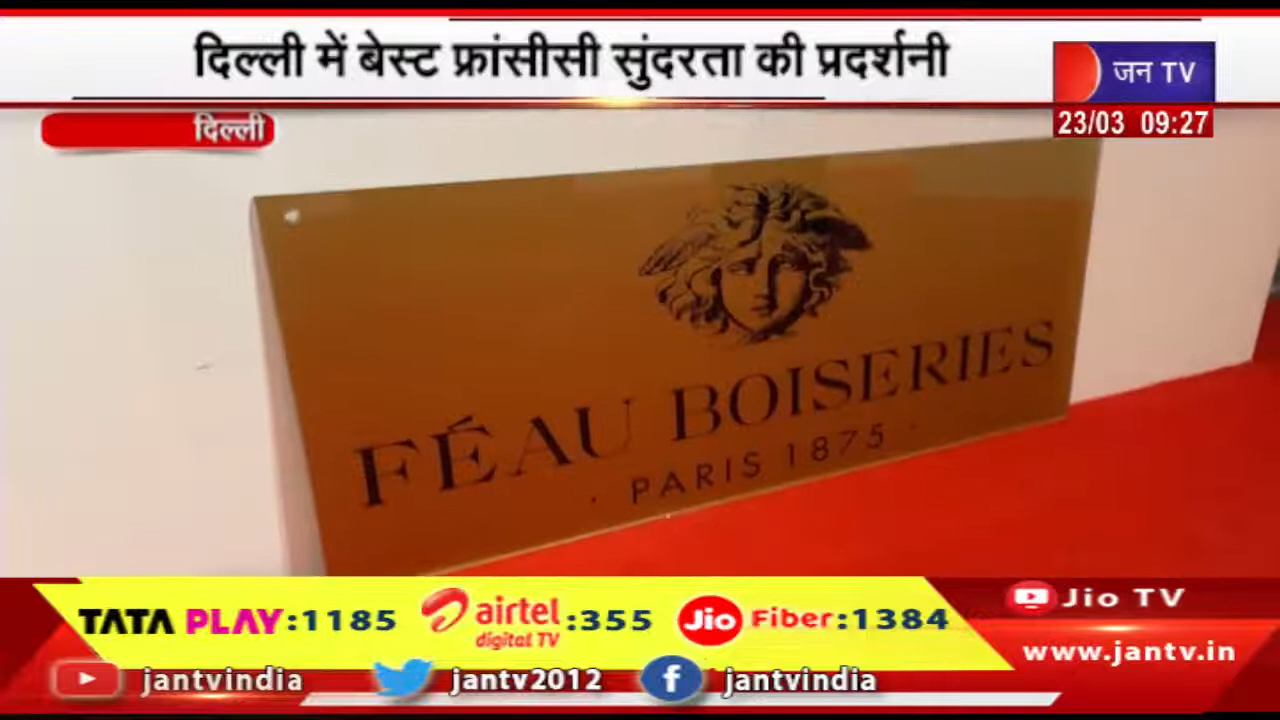 दिल्ली में बेस्ट फ्रांसीसी सुंदरता की प्रदर्शनी
जन TV
दिल्ली
23/03 09:27
FÉAU BOISERIES
· PARIS 1875 ·
TATA PLAY:1185
airtel digital TV :355
Jio Fiber:1384
Jio TV
www.jantv.in
jantvindia
jantv2012
jantvindia